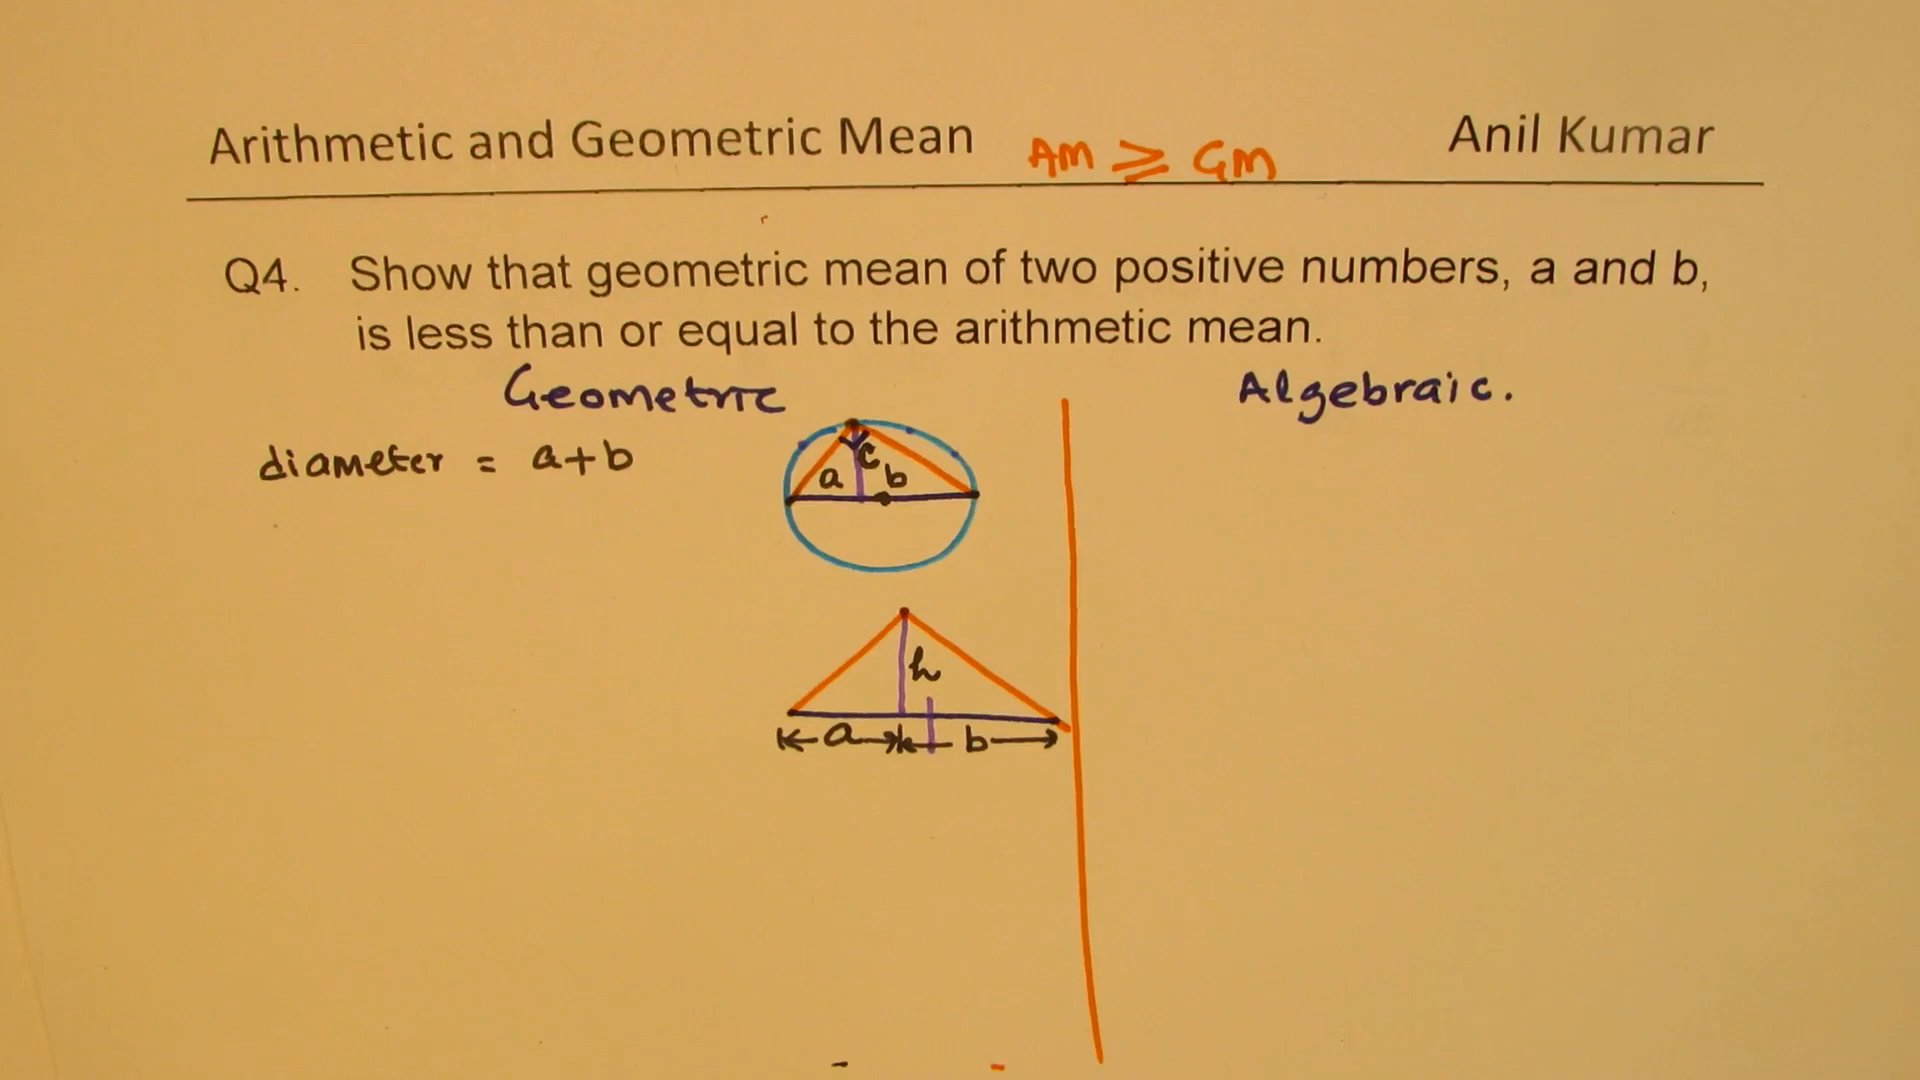 Arithmetic and Geometric Mean AM ≥ GM Anil Kumar
Q4. Show that geometric mean of two positive numbers, a and b,
is less than or equal to the arithmetic mean.
Geometric Algebraic.
diameter = a+b
a c b
h
a b